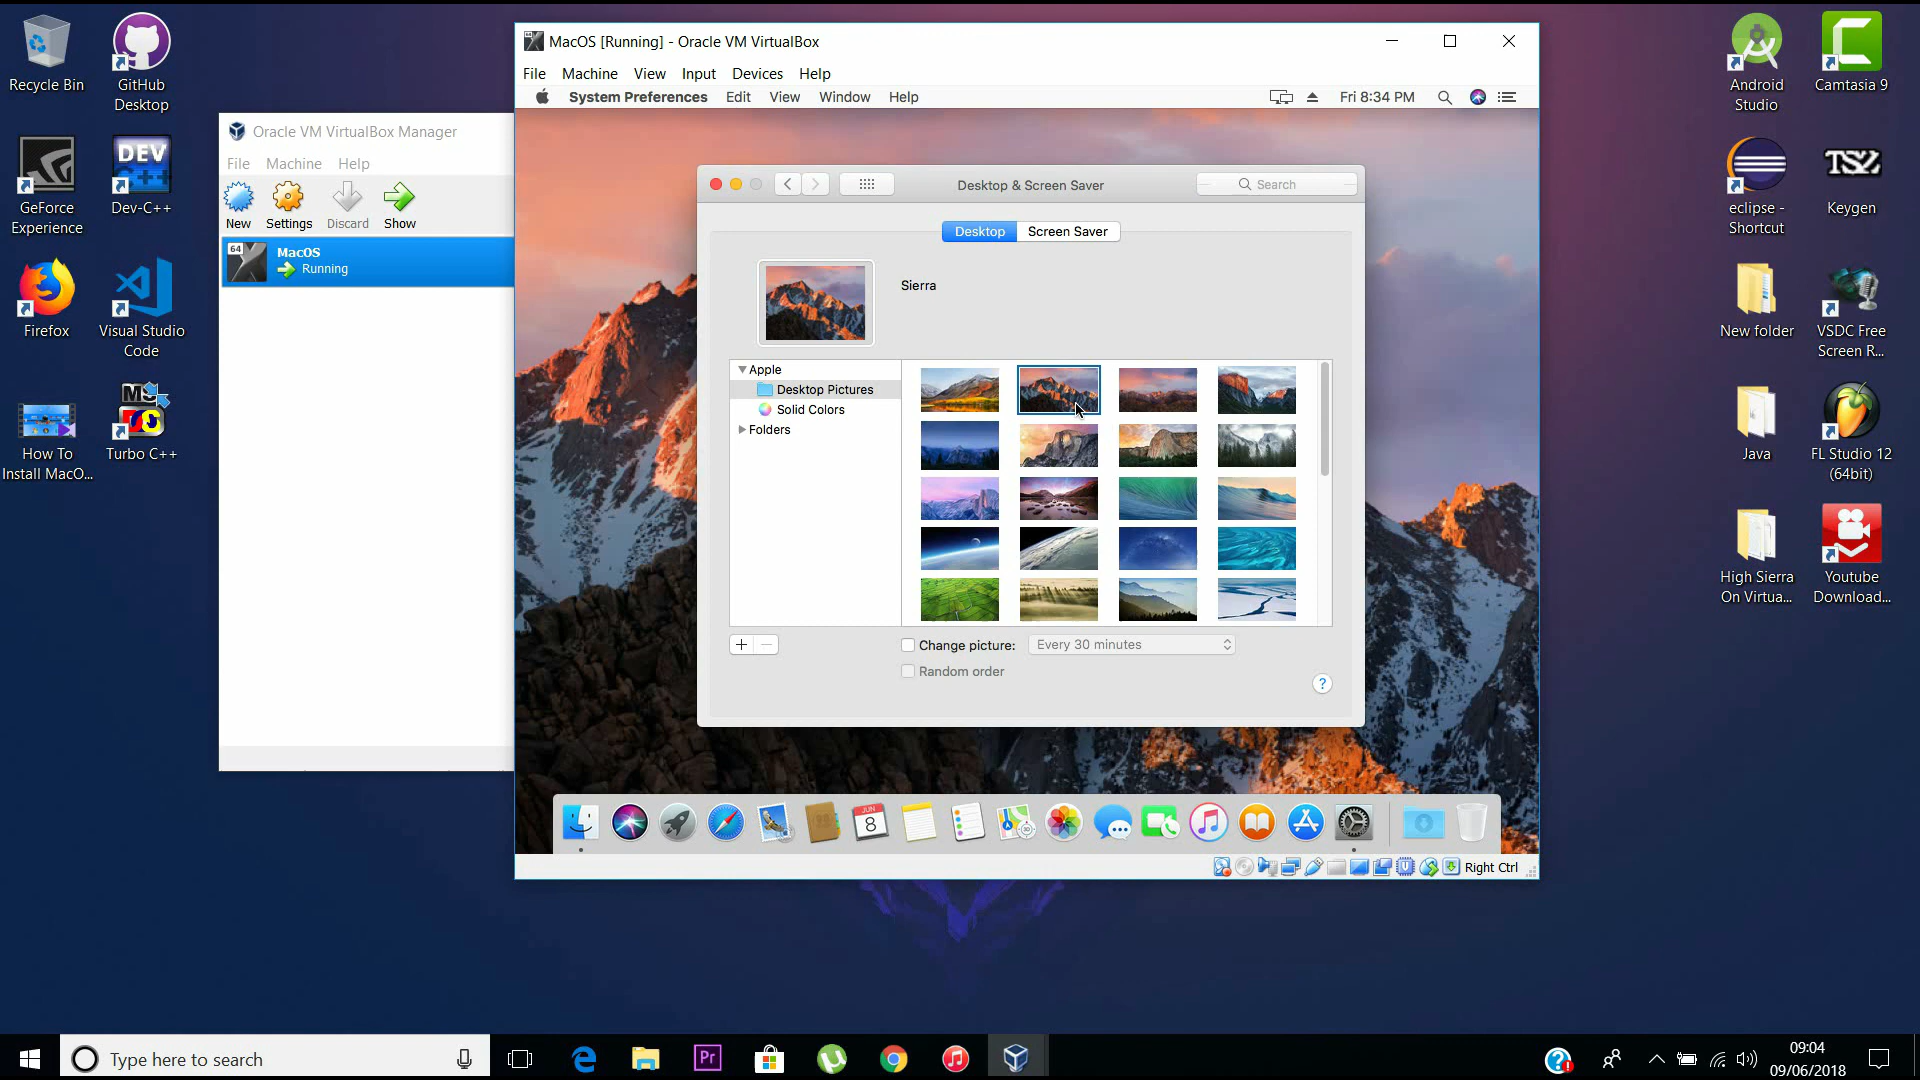 Recycle Bin
GitHub
Desktop
GeForce
Experience
DEV
C++
Dev-C++
Firefox
Visual Studio
Code
How To
Install MacO...
Turbo C++
Oracle VM VirtualBox Manager
File Machine Help
New Settings Discard Show
64
MacOS
Running
MacOS [Running] - Oracle VM VirtualBox
File Machine View Input Devices Help
System Preferences Edit View Window Help
Fri 8:34 PM
Desktop & Screen Saver
Search
Desktop Screen Saver
Sierra
Apple
Desktop Pictures
Solid Colors
Folders
Change picture: Every 30 minutes
Random order
?
JUN
8
Right Ctrl
Android
Studio
Camtasia 9
eclipse -
Shortcut
Keygen
New folder
VSDC Free
Screen R...
Java
FL Studio 12
(64bit)
High Sierra
On Virtua...
Youtube
Download...
Type here to search
Pr
09:04
09/06/2018